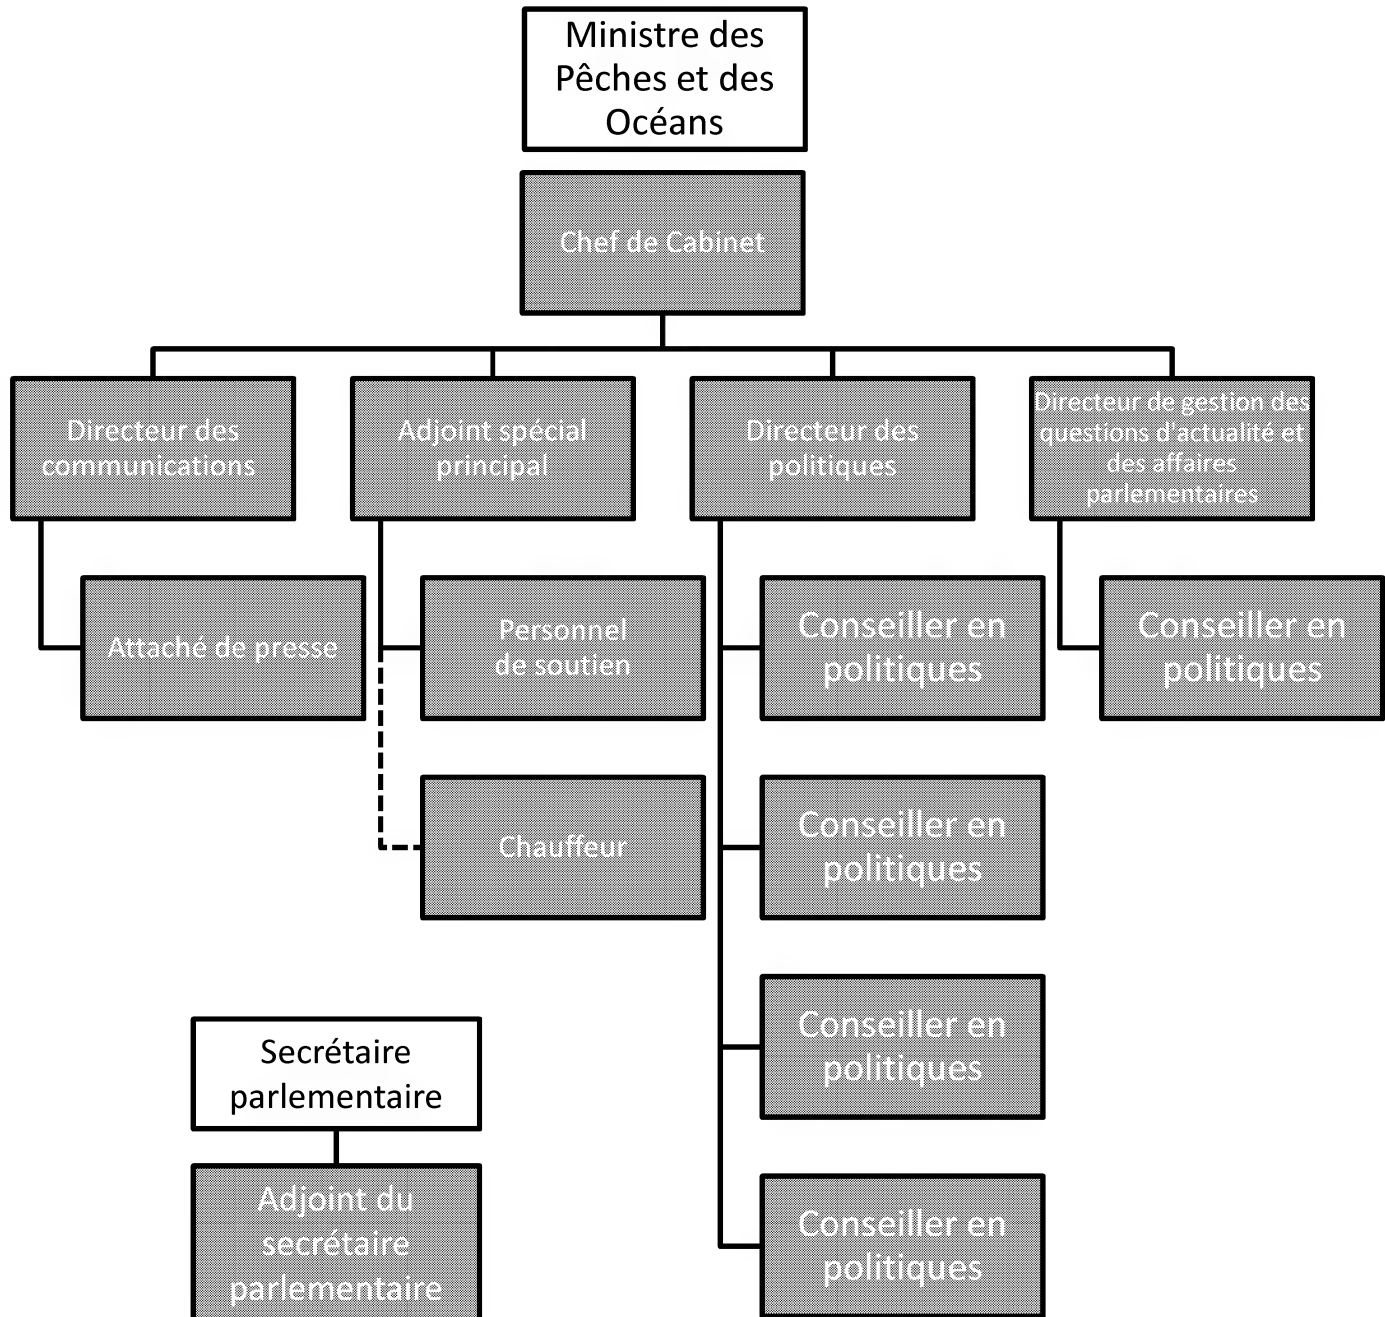 Ministre des
Pêches et des
Océans
Chef de Cabinet
Directeur des
communications
Adjoint spécial
principal
Directeur des
politiques
Directeur de gestion des
questions d'actualité et
des affaires
parlementaires
Attaché de presse
Personnel
de soutien
Conseiller en
politiques
Conseiller en
politiques
Chauffeur
Conseiller en
politiques
Conseiller en
politiques
Secrétaire
parlementaire
Adjoint du
secrétaire
parlementaire
Conseiller en
politiques